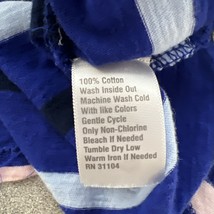 100% Cotton
Wash Inside Out
Machine Wash Cold
With like Colors
Gentle Cycle
Only Non-Chlorine
Bleach If Needed
Tumble Dry Low
Warm Iron If Needed
RN 31104